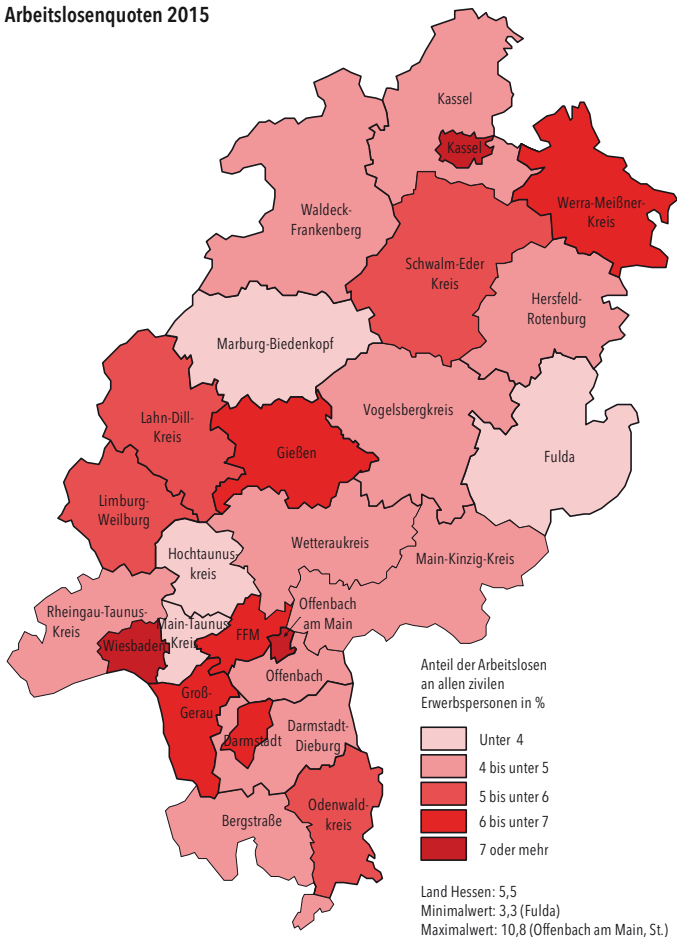 Arbeitslosenquoten 2015
Kassel
Kassel
Werra-Meißner-
Kreis
Waldeck-
Frankenberg
Schwalm-Eder
Kreis
Hersfeld-
Rotenburg
Marburg-Biedenkopf
Vogelsbergkreis
Lahn-Dill-
Kreis
Gießen
Fulda
Limburg-
Weilburg
Wetteraukreis
Hochtaunus-
kreis
Main-Kinzig-Kreis
Rheingau-Taunus-
Kreis
Main-Taunus-
Kreis
Offenbach
am Main
FFM
Wiesbaden
Offenbach
Groß-
Gerau
Darmstadt
Darmstadt-
Dieburg
Odenwald-
kreis
Bergstraße
Anteil der Arbeitslosen
an allen zivilen
Erwerbspersonen in %
Unter 4
4 bis unter 5
5 bis unter 6
6 bis unter 7
7 oder mehr
Land Hessen: 5,5
Minimalwert: 3,3 (Fulda)
Maximalwert: 10,8 (Offenbach am Main, St.)